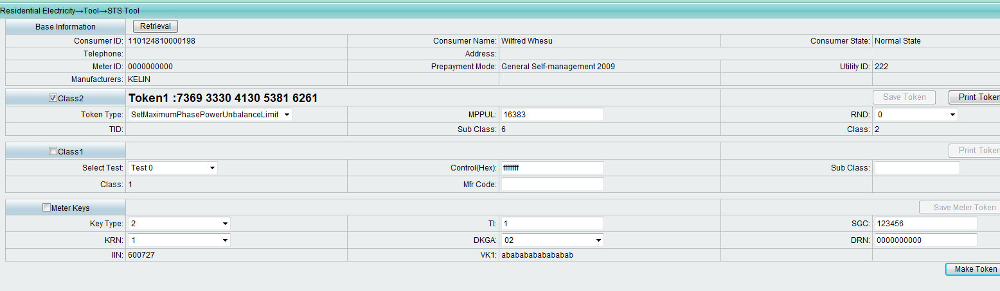 Residential Electricity→Tool→STS Tool
Base Information Retrieval
Consumer ID: 110124810000198 Consumer Name: Wilfred Whesu Consumer State: Normal State
Telephone: Address:
Meter ID: 0000000000 Prepayment Mode: General Self-management 2009 Utility ID: 222
Manufacturers: KELIN
Class2 Token1 :7369 3330 4130 5381 6261 Save Token Print Token
Token Type: SetMaximumPhasePowerUnbalanceLimit MPPUL: 16383 RND: 0
TID: Sub Class: 6 Class: 2
Class1 Print Token
Select Test: Test 0 Control(Hex): ffffffff Sub Class:
Class: 1 Mfr Code:
Meter Keys Save Meter Token
Key Type: 2 TI: 1 SGC: 123456
KRN: 1 DKGA: 02 DRN: 0000000000
IIN: 600727 VK1: abababababababab
Make Token